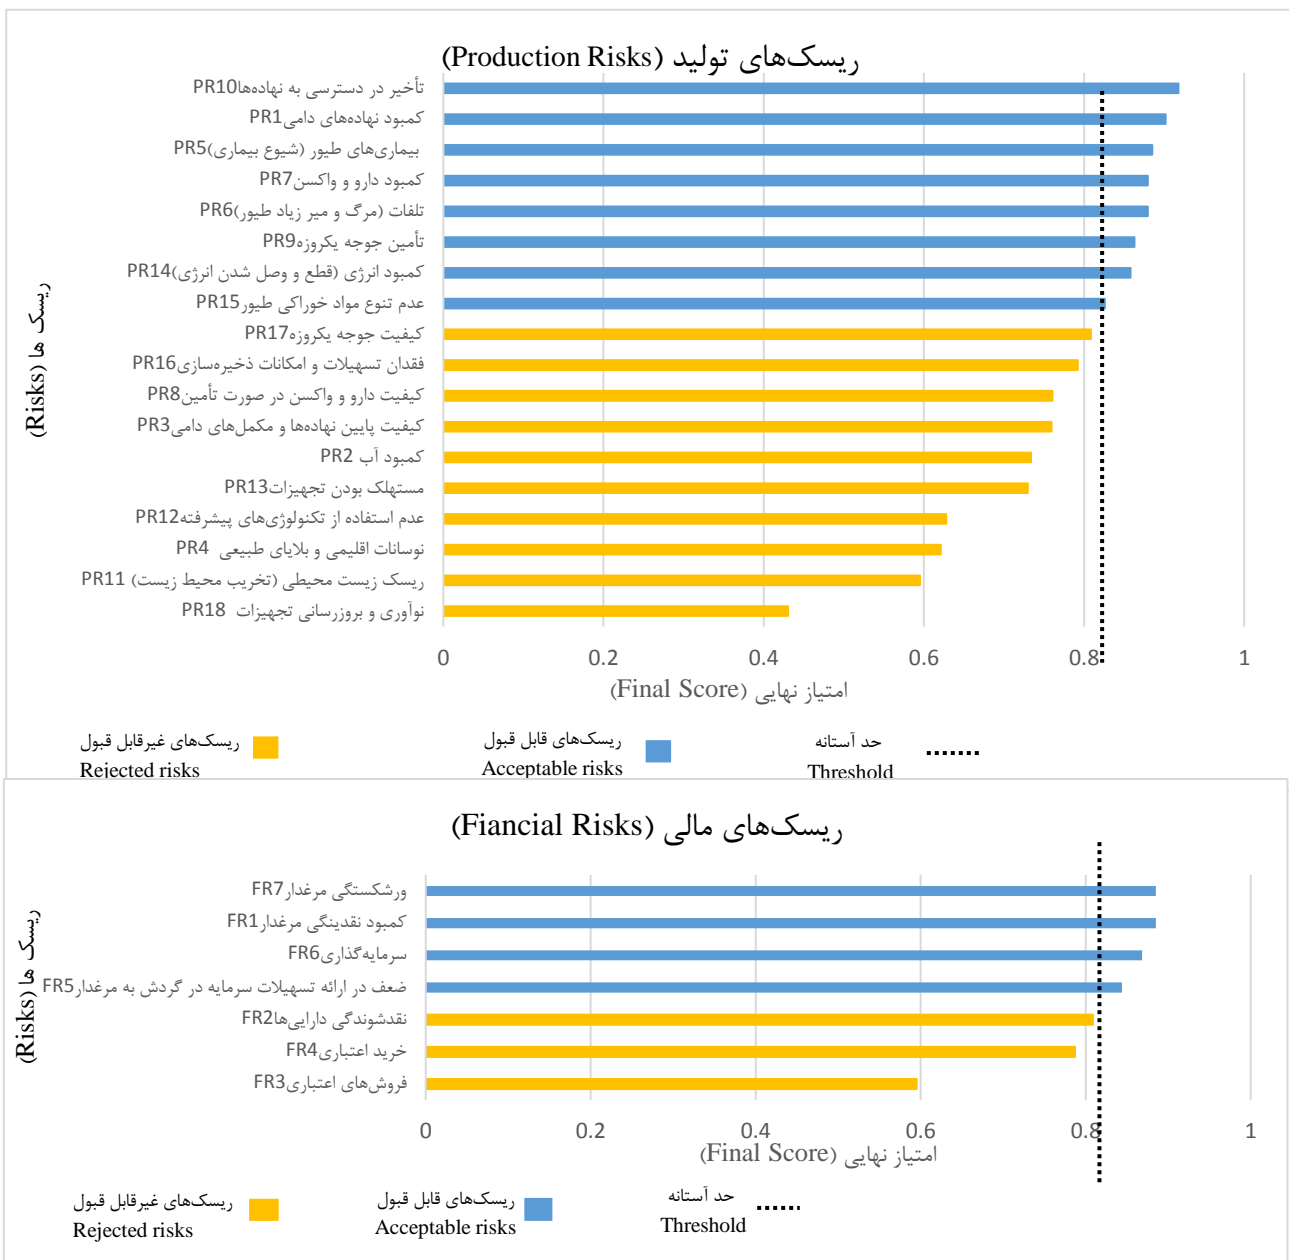 ریسک‌های تولید (Production Risks)
تأخیر در دسترسی به نهاده‌هاPR10
کمبود نهاده‌های دامیPR1
بیماری‌های طیور (شیوع بیماری)PR5
کمبود دارو و واکسنPR7
تلفات (مرگ و میر زیاد طیور)PR6
تأمین جوجه یکروزهPR9
کمبود انرژی (قطع و وصل شدن انرژی)PR14
عدم تنوع مواد خوراکی طیورPR15
کیفیت جوجه یکروزهPR17
فقدان تسهیلات و امکانات ذخیره‌سازیPR16
کیفیت دارو و واکسن در صورت تأمینPR8
کیفیت پایین نهاده‌ها و مکمل‌های دامیPR3
کمبود آب PR2
مستهلک بودن تجهیزاتPR13
عدم استفاده از تکنولوژی‌های پیشرفتهPR12
نوسانات اقلیمی و بلایای طبیعی PR4
ریسک زیست محیطی (تخریب محیط زیست) PR11
نوآوری و بروزرسانی تجهیزات PR18
ریسک ها (Risks)
0 0.2 0.4 0.6 0.8 1
امتیاز نهایی (Final Score)
ریسک‌های غیرقابل قبول
Rejected risks
ریسک‌های قابل قبول
Acceptable risks
حد آستانه
Threshold
ریسک‌های مالی (Fiancial Risks)
ورشکستگی مرغدارFR7
کمبود نقدینگی مرغدارFR1
سرمایه‌گذاریFR6
ضعف در ارائه تسهیلات سرمایه در گردش به مرغدارFR5
نقدشوندگی دارایی‌هاFR2
خرید اعتباریFR4
فروش‌های اعتباریFR3
ریسک ها (Risks)
0 0.2 0.4 0.6 0.8 1
امتیاز نهایی (Final Score)
ریسک‌های غیرقابل قبول
Rejected risks
ریسک‌های قابل قبول
Acceptable risks
حد آستانه
Threshold